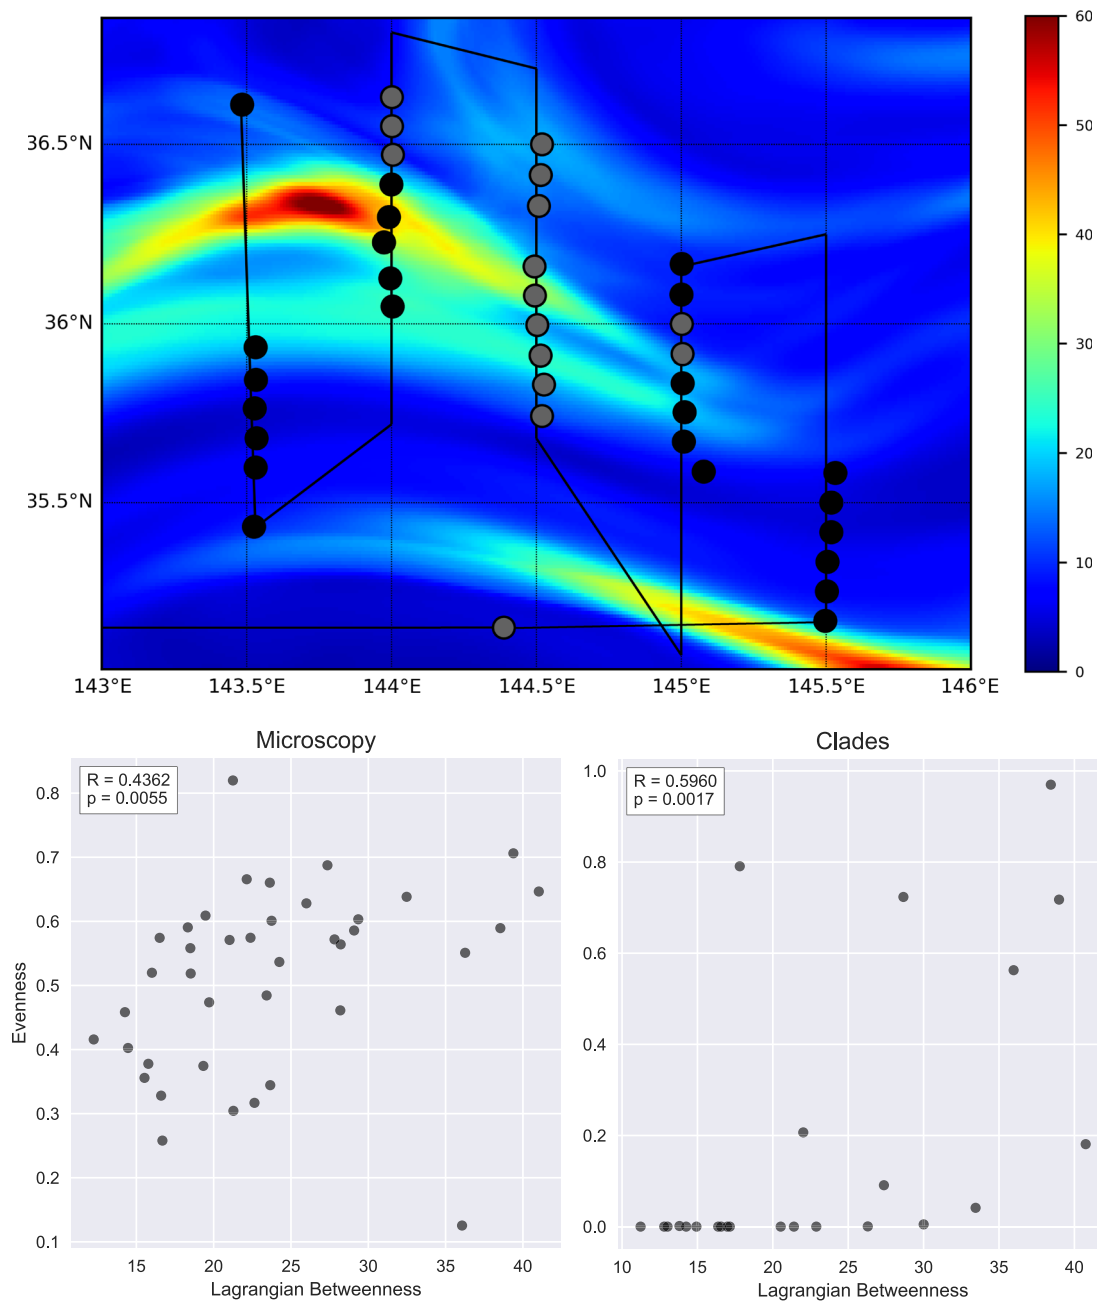 60
50
40
30
20
10
0
36.5°N
36°N
35.5°N
143°E 143.5°E 144°E 144.5°E 145°E 145.5°E 146°E
Microscopy
R = 0.4362
p = 0.0055
0.8
0.7
0.6
0.5
0.4
0.3
0.2
0.1
Evenness
15 20 25 30 35 40
Lagrangian Betweenness
Clades
R = 0.5960
p = 0.0017
1.0
0.8
0.6
0.4
0.2
0.0
10 15 20 25 30 35 40
Lagrangian Betweenness